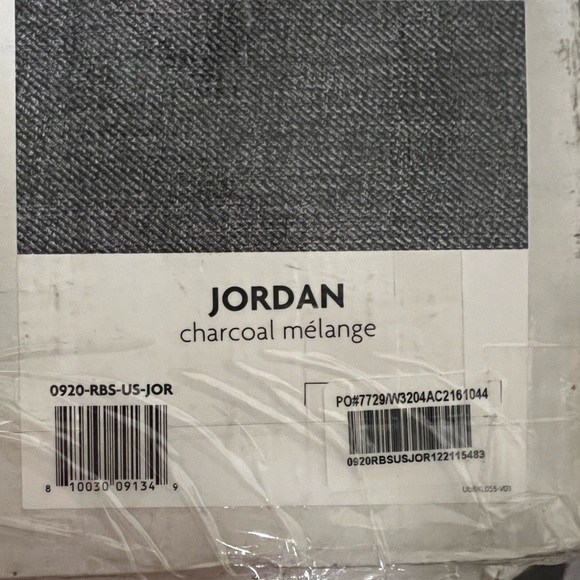 JORDAN
charcoal mélange
0920-RBS-US-JOR
PO#7729/W3204AC2161044
0920RBSUSJOR122115483
8 10030 09134 9